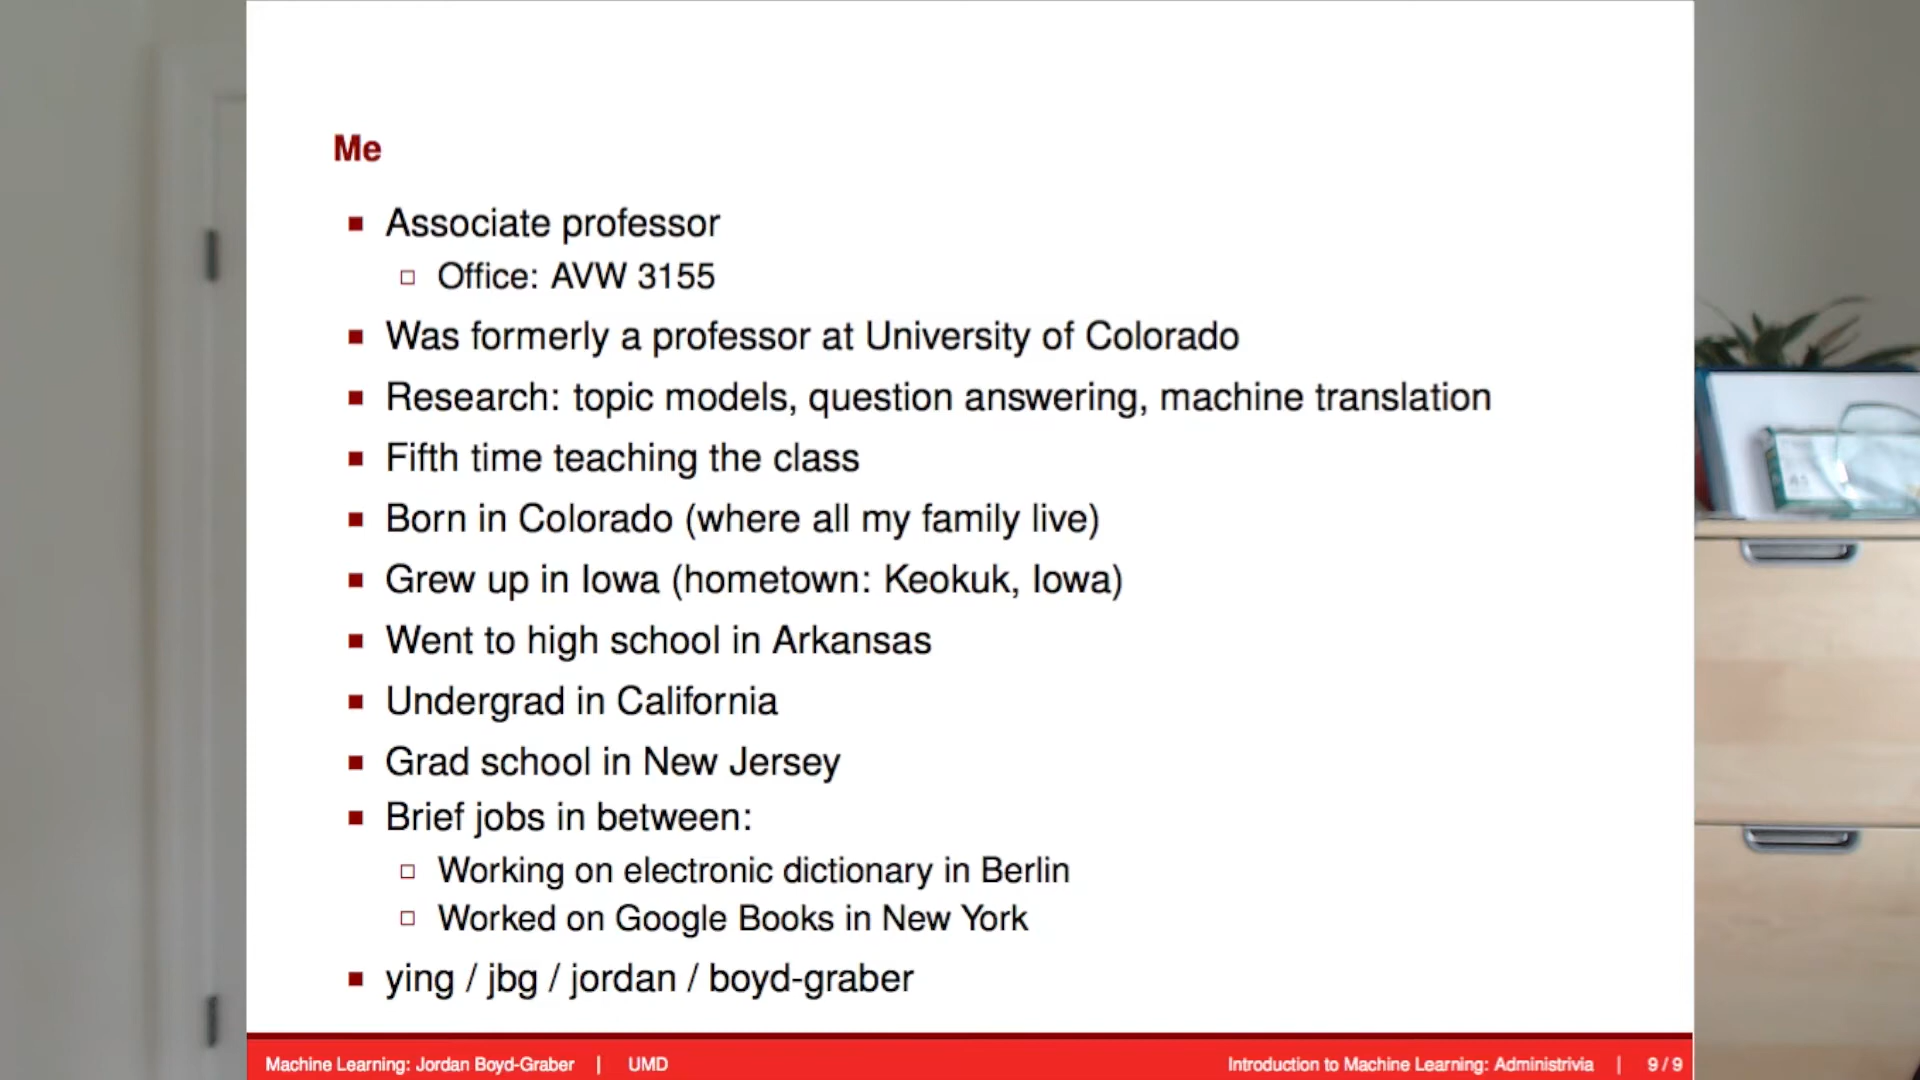 Me
Associate professor
Office: AVW 3155
Was formerly a professor at University of Colorado
Research: topic models, question answering, machine translation
Fifth time teaching the class
Born in Colorado (where all my family live)
Grew up in Iowa (hometown: Keokuk, Iowa)
Went to high school in Arkansas
Undergrad in California
Grad school in New Jersey
Brief jobs in between:
Working on electronic dictionary in Berlin
Worked on Google Books in New York
ying / jbg / jordan / boyd-graber
Machine Learning: Jordan Boyd-Graber | UMD
Introduction to Machine Learning: Administrivia | 9 / 9